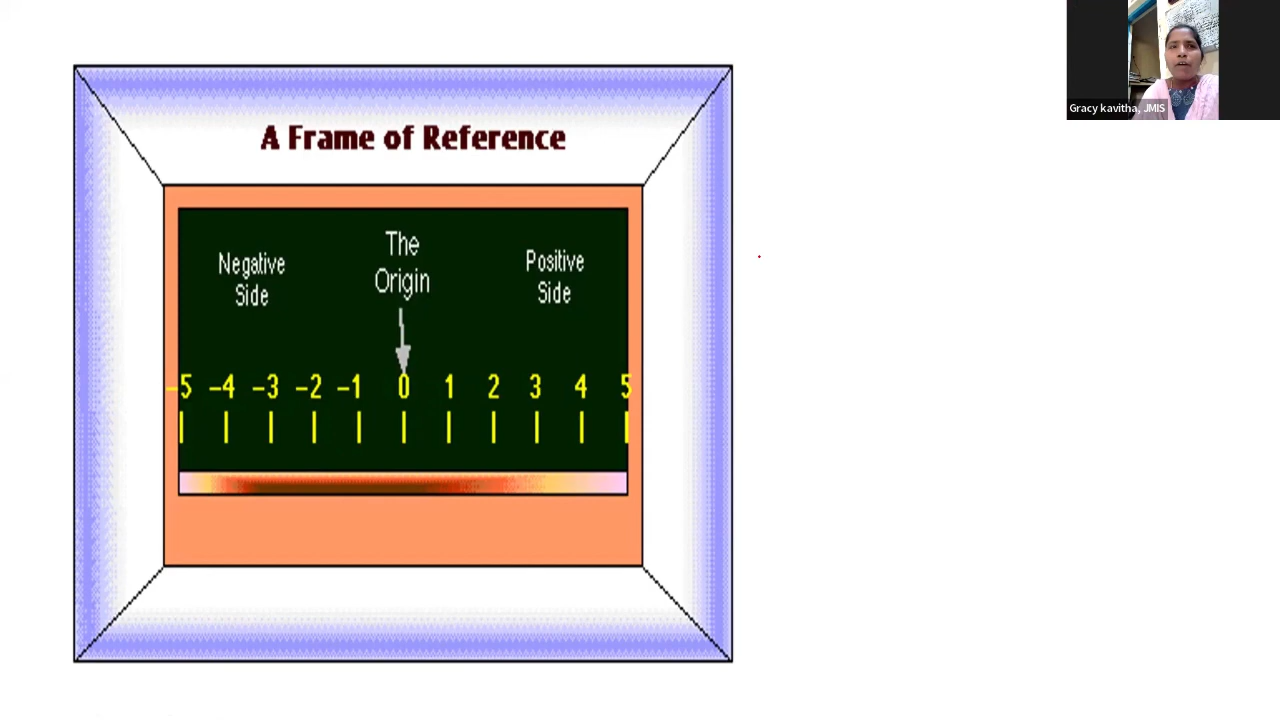 Gracy kavitha, JMIS
A Frame of Reference
The
Origin
Negative
Side
Positive
Side
-5 -4 -3 -2 -1 0 1 2 3 4 5